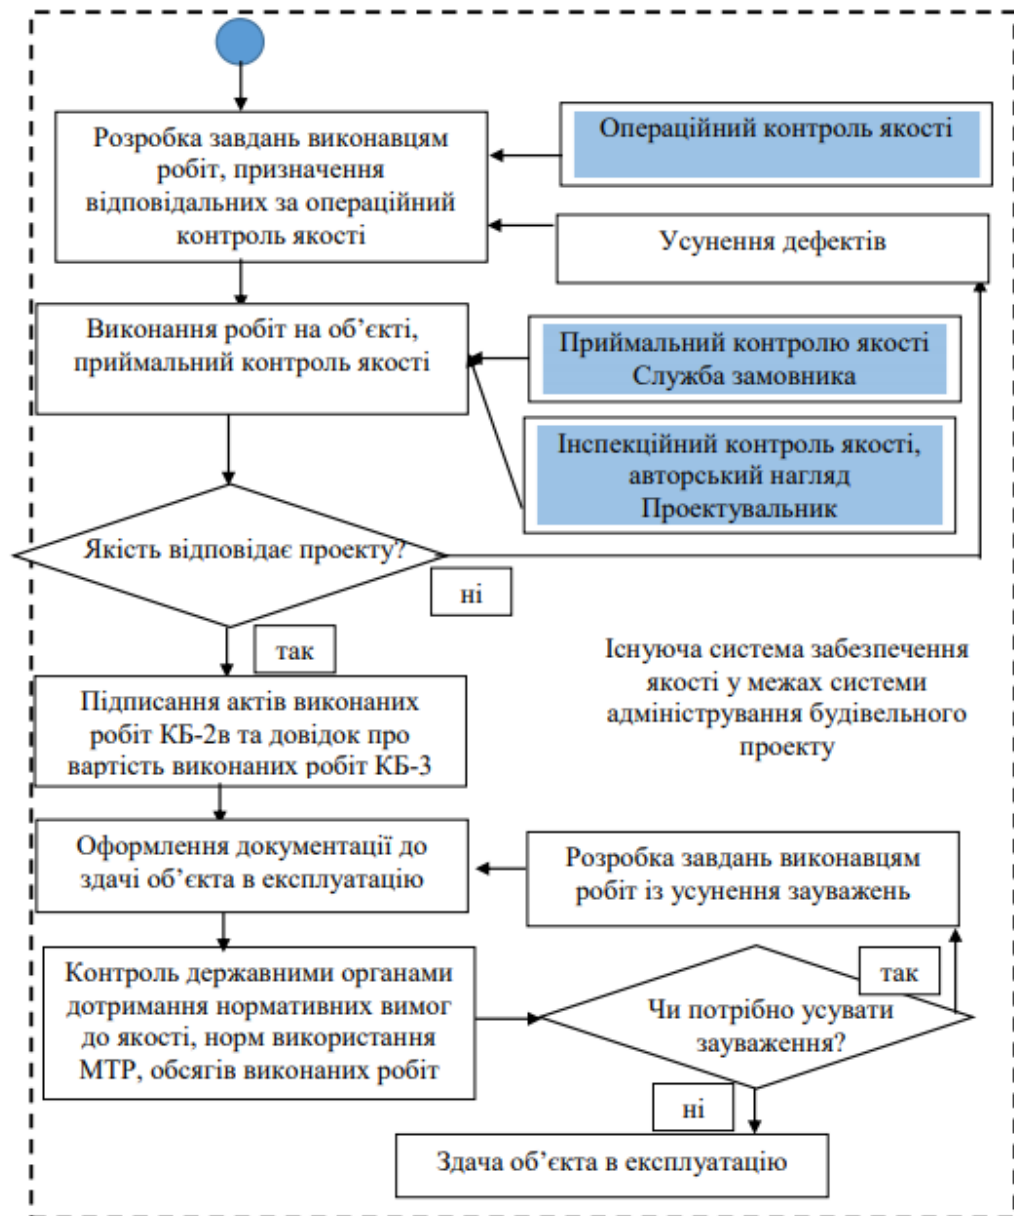 Розробка завдань виконавцям
робіт, призначення
відповідальних за операційний
контроль якості
Операційний контроль якості
Усунення дефектів
Виконання робіт на об’єкті,
приймальний контроль якості
Приймальний контролю якості
Служба замовника
Інспекційний контроль якості,
авторський нагляд
Проектувальник
Якість відповідає проекту?
ні
так
Існуюча система забезпечення
якості у межах системи
адміністрування будівельного
проекту
Підписання актів виконаних
робіт КБ-2в та довідок про
вартість виконаних робіт КБ-3
Оформлення документації до
здачі об’єкта в експлуатацію
Розробка завдань виконавцям
робіт із усунення зауважень
Контроль державними органами
дотримання нормативних вимог
до якості, норм використання
МТР, обсягів виконаних робіт
так
Чи потрібно усувати
зауваження?
ні
Здача об’єкта в експлуатацію